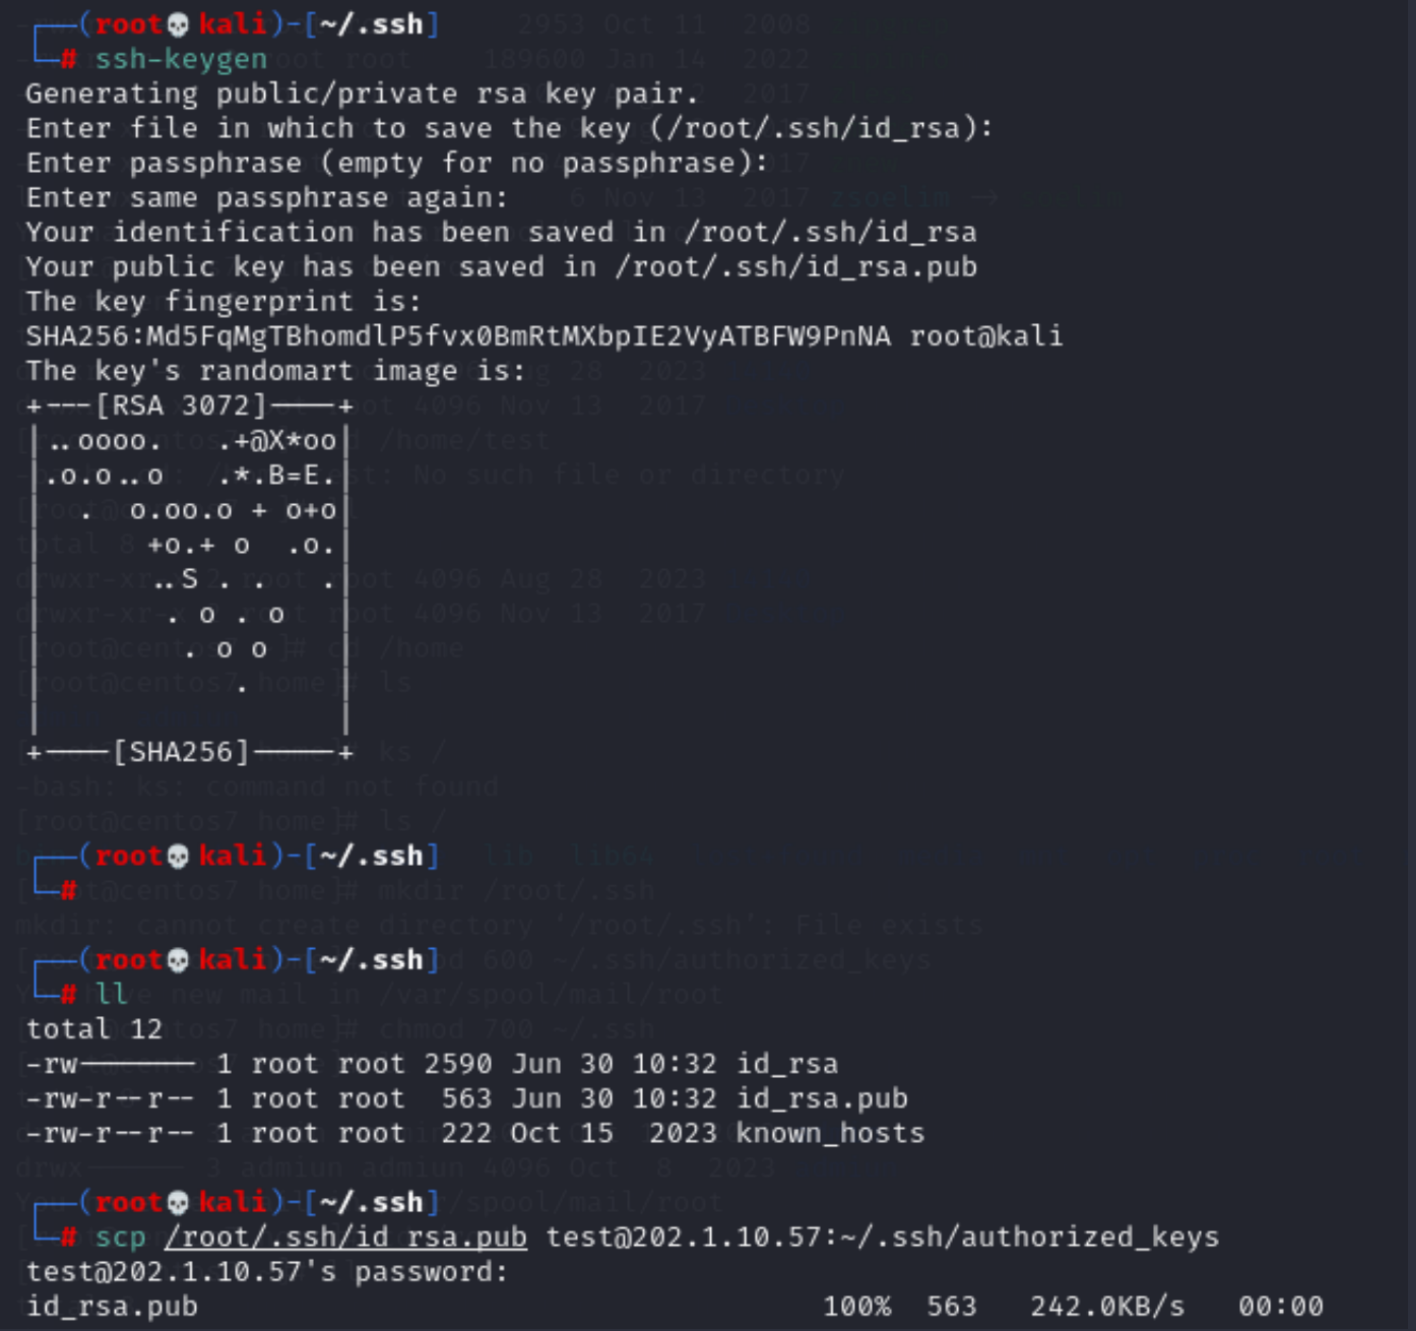 ┌──(root💀kali)-[~/.ssh]
└─# ssh-keygen
Generating public/private rsa key pair.
Enter file in which to save the key (/root/.ssh/id_rsa):
Enter passphrase (empty for no passphrase):
Enter same passphrase again:
Your identification has been saved in /root/.ssh/id_rsa
Your public key has been saved in /root/.ssh/id_rsa.pub
The key fingerprint is:
SHA256:Md5FqMgTBhomdlP5fvx0BmRtMXbpIE2VyATBFW9PnNA root@kali
The key's randomart image is:
+---[RSA 3072]----+
|..oooo.   .+@X*oo|
|.o.o..o   .*.B=E.|
|  .  o.oo.o + o+o|
|      +o.+ o  .o.|
|      ..S . .   .|
|       . o . o   |
|        . o o    |
|           .     |
|                 |
+----[SHA256]-----+
┌──(root💀kali)-[~/.ssh]
└─#
┌──(root💀kali)-[~/.ssh]
└─# ll
total 12
-rw------- 1 root root 2590 Jun 30 10:32 id_rsa
-rw-r--r-- 1 root root  563 Jun 30 10:32 id_rsa.pub
-rw-r--r-- 1 root root  222 Oct 15  2023 known_hosts
┌──(root💀kali)-[~/.ssh]
└─# scp /root/.ssh/id_rsa.pub test@202.1.10.57:~/.ssh/authorized_keys
test@202.1.10.57's password:
id_rsa.pub                                    100%  563   242.0KB/s   00:00